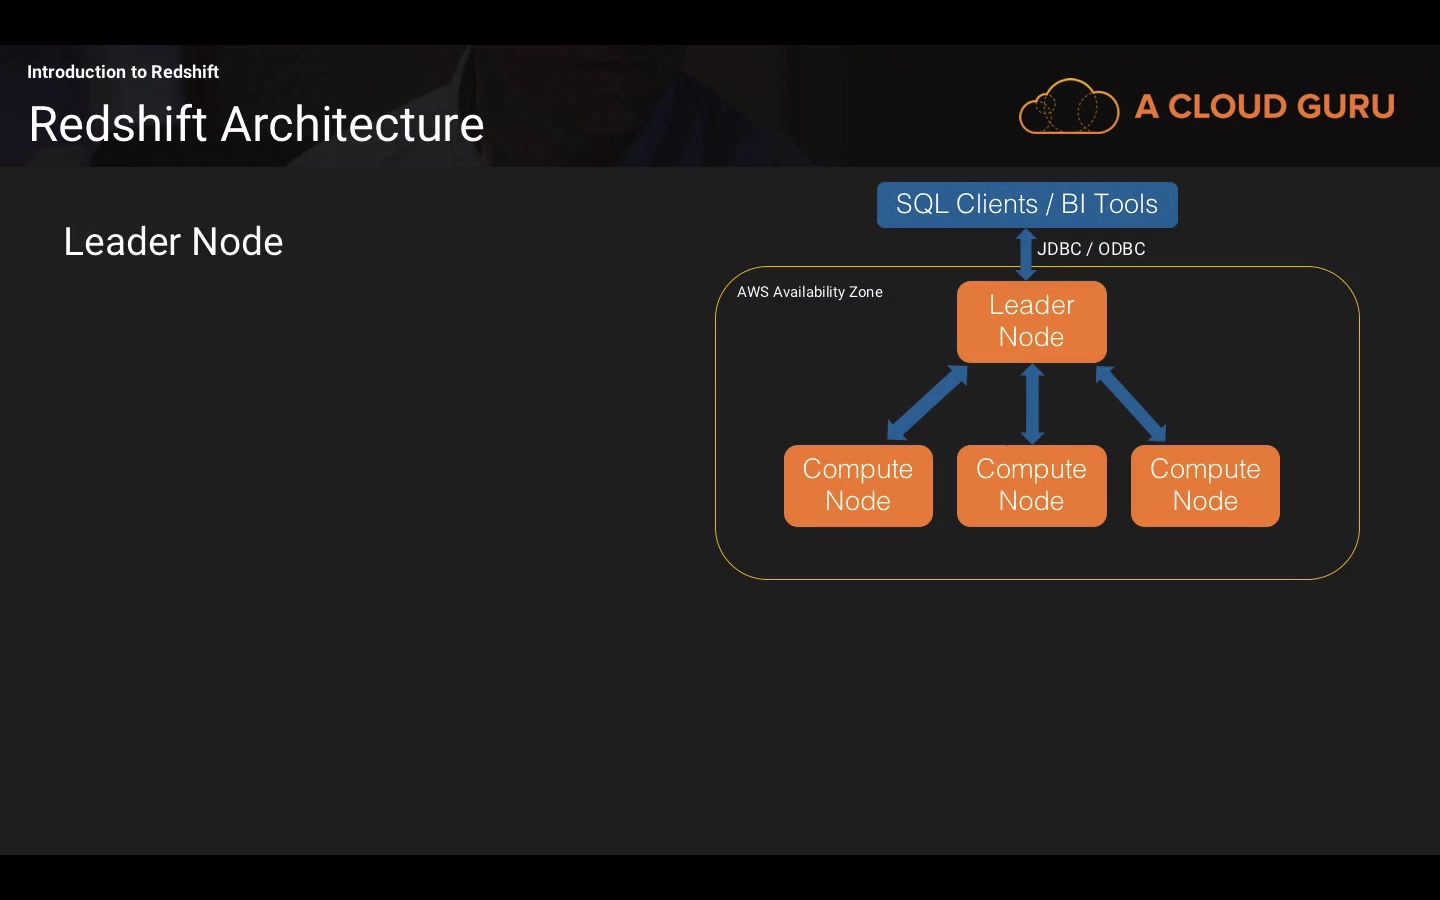 Introduction to Redshift
Redshift Architecture
A CLOUD GURU
Leader Node
SQL Clients / BI Tools
JDBC / ODBC
AWS Availability Zone
Leader
Node
Compute
Node
Compute
Node
Compute
Node